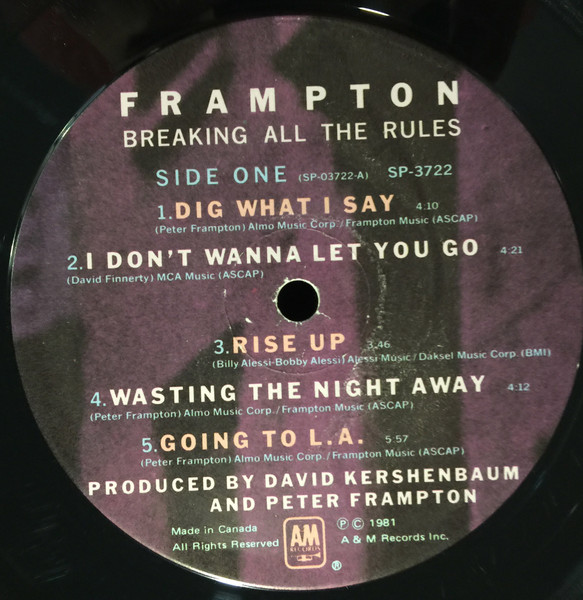 FRAMPTON
BREAKING ALL THE RULES
SIDE ONE (SP-03722-A) SP-3722
1.DIG WHAT I SAY 4:10
(Peter Frampton) Almo Music Corp./Frampton Music (ASCAP)
2.I DON'T WANNA LET YOU GO 4:21
(David Finnerty) MCA Music (ASCAP)
3.RISE UP 3:46
(Billy Alessi-Bobby Alessi) Alessi Music/Daksel Music Corp. (BMI)
4.WASTING THE NIGHT AWAY 4:12
(Peter Frampton) Almo Music Corp./Frampton Music (ASCAP)
5.GOING TO L.A. 5:57
(Peter Frampton) Almo Music Corp./Frampton Music (ASCAP)
PRODUCED BY DAVID KERSHENBAUM
AND PETER FRAMPTON
Made in Canada
All Rights Reserved
AM
RECORDS
®
℗ © 1981
A & M Records Inc.